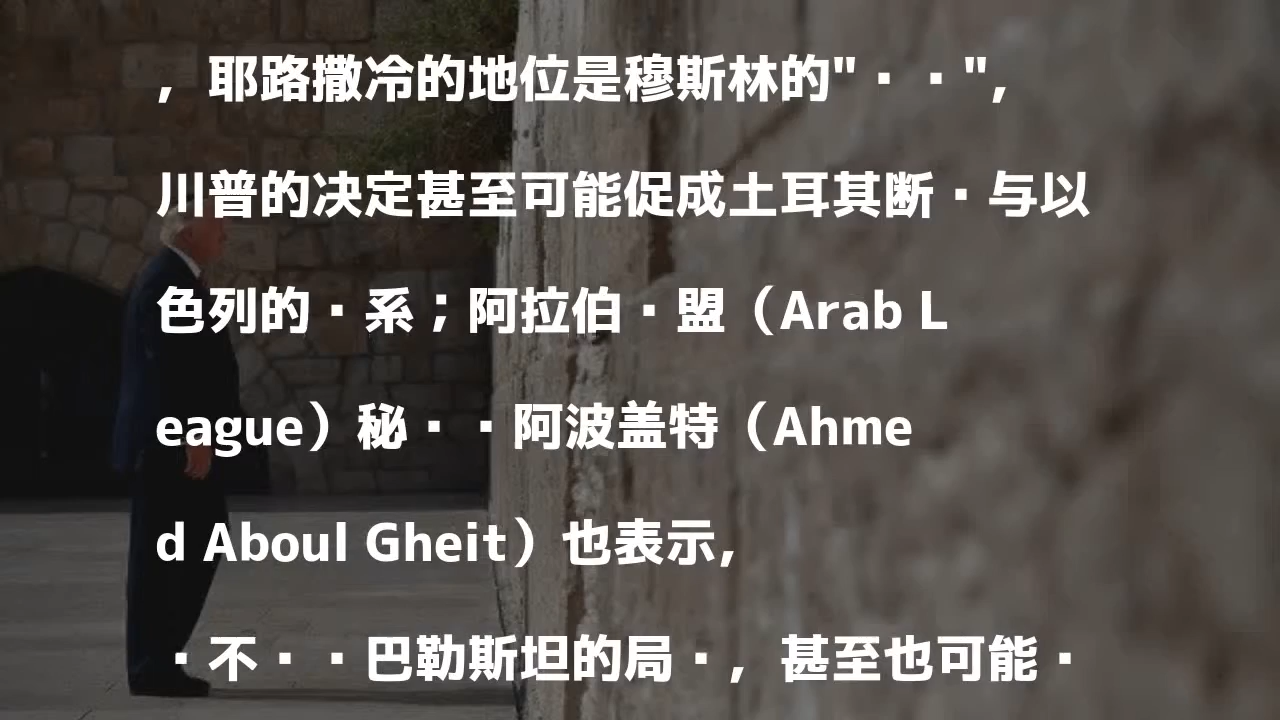 ，耶路撒冷的地位是穆斯林的"··",
川普的决定甚至可能促成土耳其断·与以
色列的·系；阿拉伯·盟（Arab L
eague）秘··阿波盖特（Ahme
d Aboul Gheit）也表示,
·不··巴勒斯坦的局·，甚至也可能·